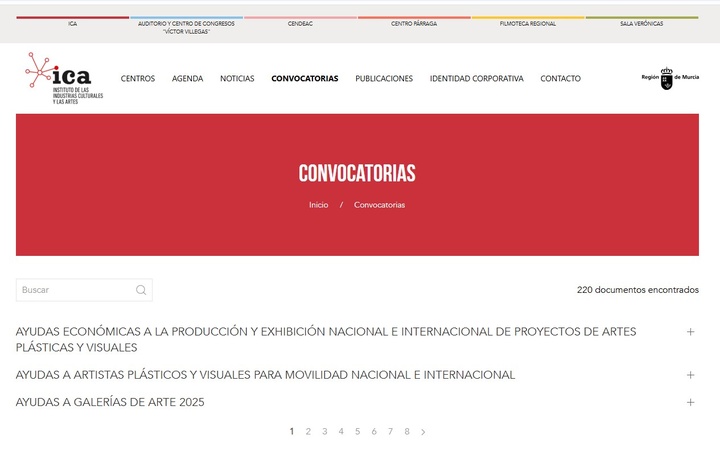 ICA
AUDITORIO Y CENTRO DE CONGRESOS
"VÍCTOR VILLEGAS"
CENDEAC
CENTRO PÁRRAGA
FILMOTECA REGIONAL
SALA VERÓNICAS
ica
INSTITUTO DE LAS
INDUSTRIAS CULTURALES
Y LAS ARTES
CENTROS
AGENDA
NOTICIAS
CONVOCATORIAS
PUBLICACIONES
IDENTIDAD CORPORATIVA
CONTACTO
Región de Murcia
CONVOCATORIAS
Inicio / Convocatorias
Buscar
220 documentos encontrados
AYUDAS ECONÓMICAS A LA PRODUCCIÓN Y EXHIBICIÓN NACIONAL E INTERNACIONAL DE PROYECTOS DE ARTES
PLÁSTICAS Y VISUALES
AYUDAS A ARTISTAS PLÁSTICOS Y VISUALES PARA MOVILIDAD NACIONAL E INTERNACIONAL
AYUDAS A GALERÍAS DE ARTE 2025
1 2 3 4 5 6 7 8 >